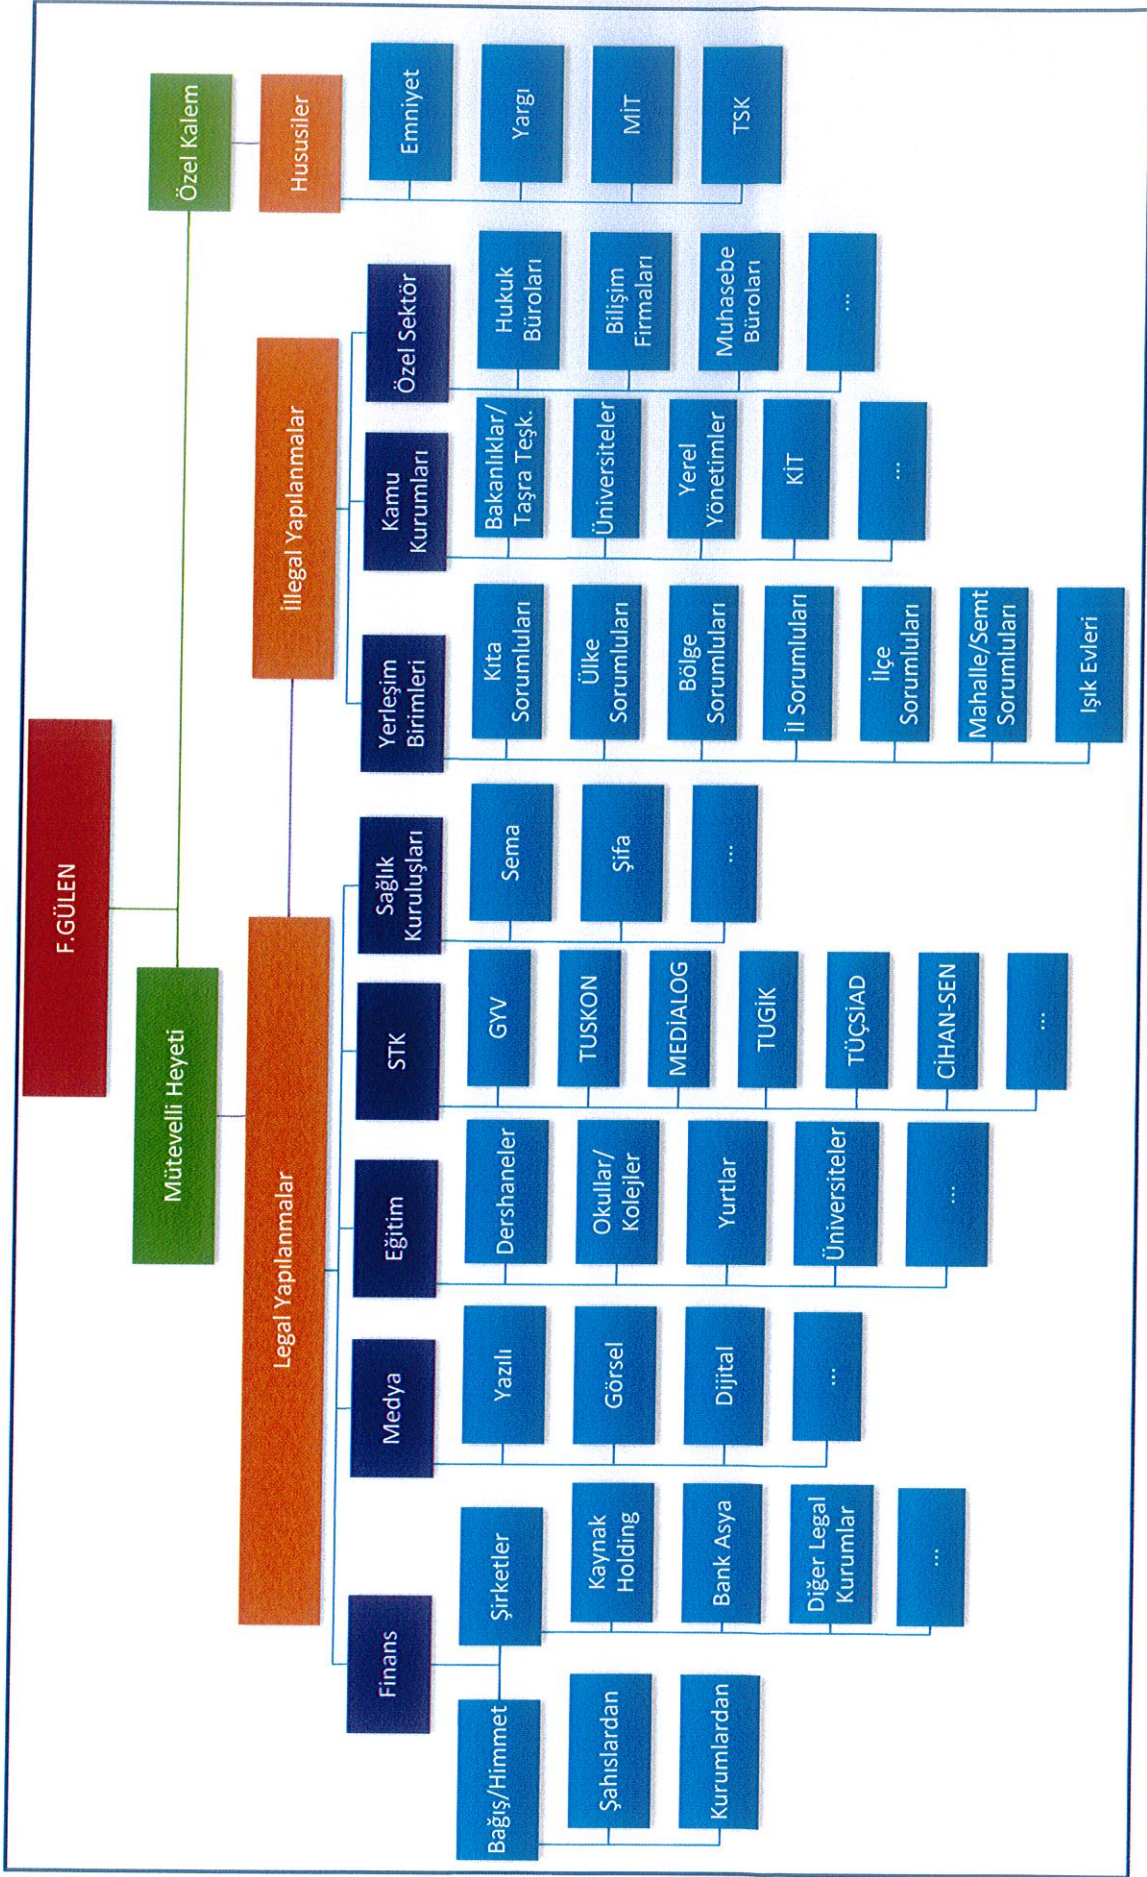 F.GÜLEN
Mütevelli Heyeti
Özel Kalem
Legal Yapılanmalar
İllegal Yapılanmalar
Hususiler
Finans
Bağış/Himmet
Şahıslardan
Kurumlardan
Şirketler
Kaynak
Holding
Bank Asya
Diğer Legal
Kurumlar
...
Medya
Yazılı
Görsel
Dijital
...
Eğitim
Dershaneler
Okullar/
Kolejler
Yurtlar
Üniversiteler
...
STK
GYV
TUSKON
MEDİALOG
TUGİK
TÜÇSİAD
CİHAN-SEN
...
Sağlık
Kuruluşları
Sema
Şifa
...
Yerleşim
Birimleri
Kıta
Sorumluları
Ülke
Sorumluları
Bölge
Sorumluları
İl Sorumluları
İlçe
Sorumluları
Mahalle/Semt
Sorumluları
Işık Evleri
Kamu
Kurumları
Bakanlıklar/
Taşra Teşk.
Üniversiteler
Yerel
Yönetimler
KİT
...
Özel Sektör
Hukuk
Büroları
Bilişim
Firmaları
Muhasebe
Büroları
...
Emniyet
Yargı
MİT
TSK